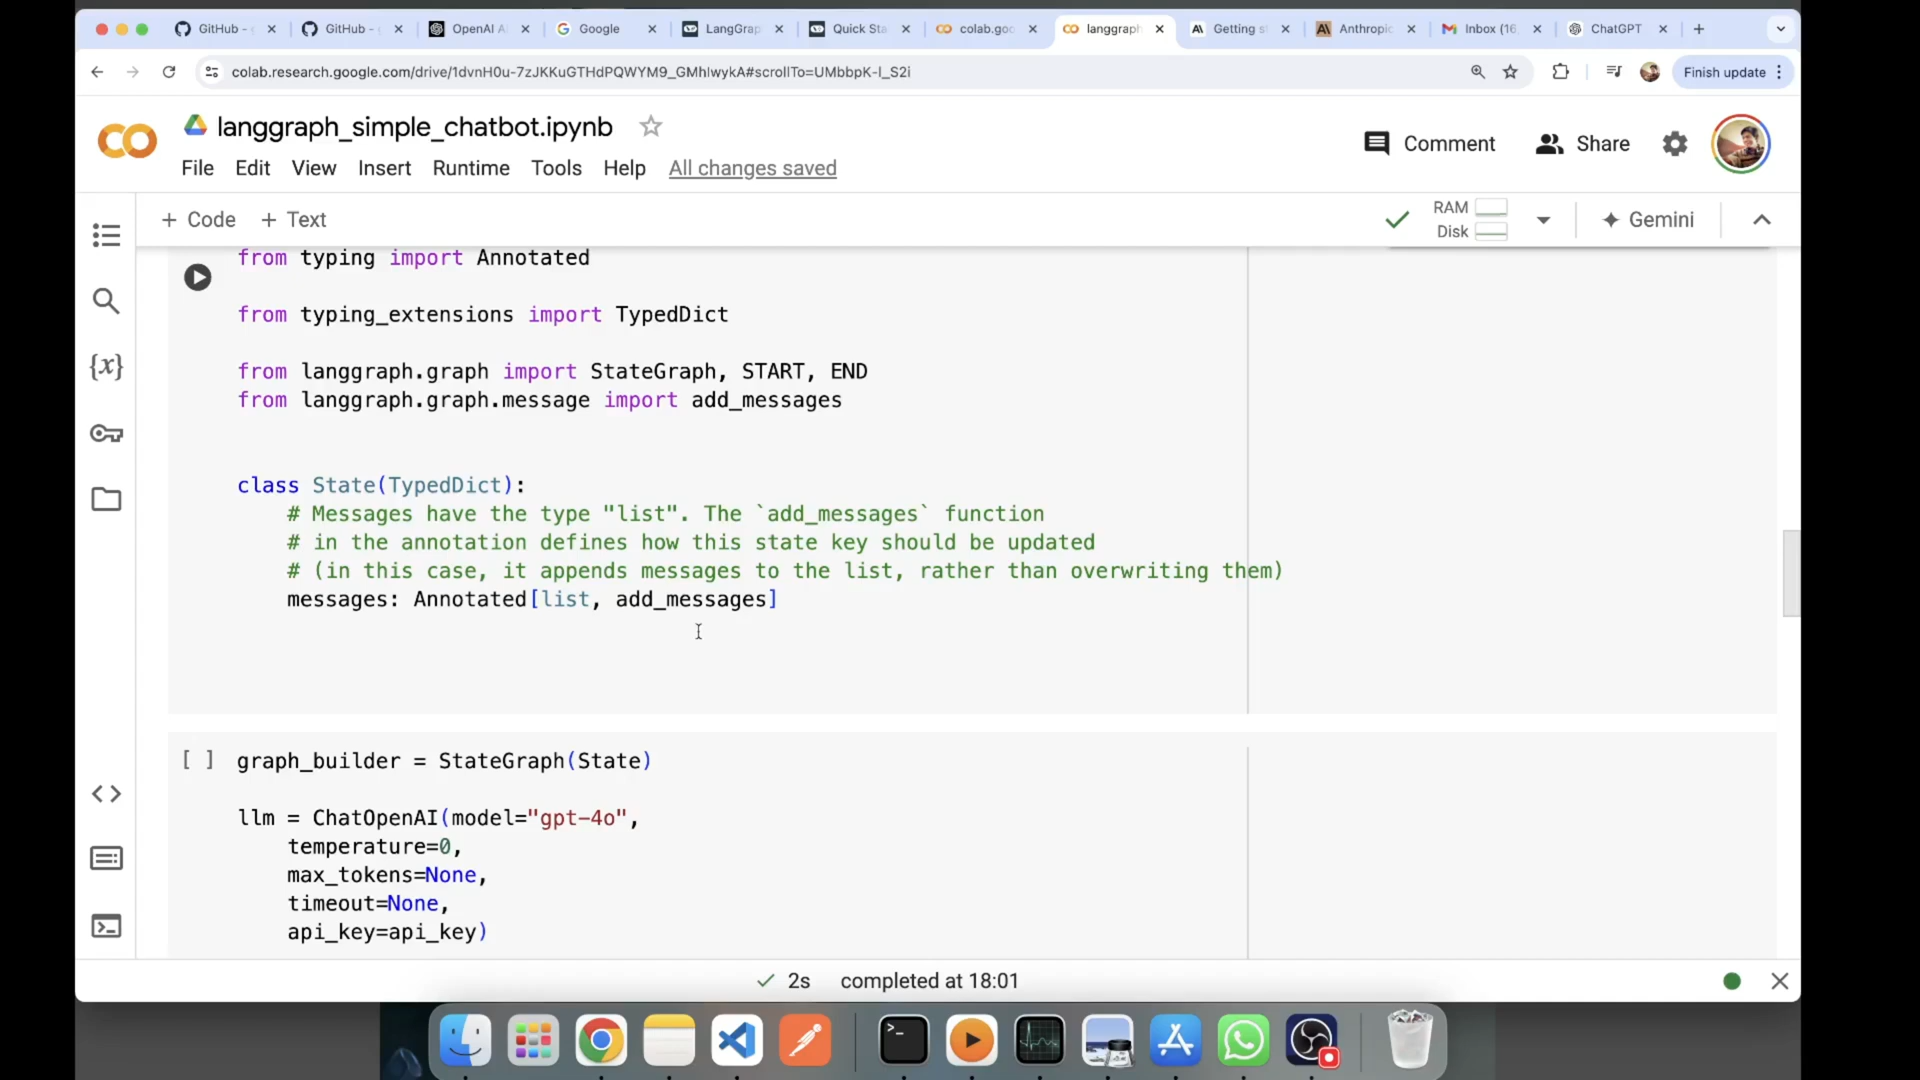 GitHub - g
GitHub - g
OpenAI A
Google
LangGrap
Quick Sta
colab.goo
langgraph
Getting s
Anthropic
Inbox (16
ChatGPT
colab.research.google.com/drive/1dvnH0u-7zJKKuGTHdPQWYM9_GMhIwykA#scrollTo=UMbbpK-I_S2i
Finish update
langgraph_simple_chatbot.ipynb
Comment
Share
File Edit View Insert Runtime Tools Help All changes saved
+ Code + Text
RAM
Disk
Gemini
from typing import Annotated
from typing_extensions import TypedDict
from langgraph.graph import StateGraph, START, END
from langgraph.graph.message import add_messages
class State(TypedDict):
# Messages have the type "list". The `add_messages` function
# in the annotation defines how this state key should be updated
# (in this case, it appends messages to the list, rather than overwriting them)
messages: Annotated[list, add_messages]
[ ] graph_builder = StateGraph(State)
llm = ChatOpenAI(model="gpt-4o",
temperature=0,
max_tokens=None,
timeout=None,
api_key=api_key)
2s completed at 18:01